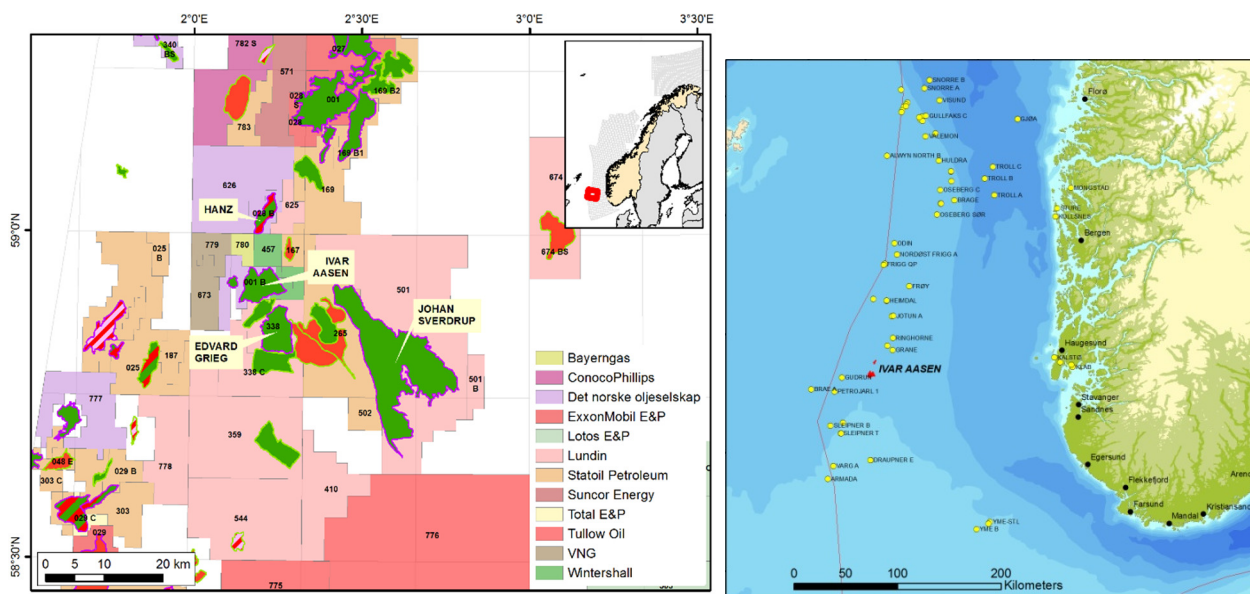 2°0'E
2°30'E
3°0'E
3°30'E
340
BS
782 S
027
571
028
S
001
169 B2
783
028
169 B1
626
169
674
HANZ
028 B
625
59°0'N
025
B
779
780
457
167
674 BS
IVAR
AASEN
001 B
673
501
JOHAN
SVERDRUP
338
265
EDVARD
GRIEG
187
025
338 C
501
B
777
502
359
048 E
029 B
778
303 C
410
303
029 C
544
029
776
58°30'N
775
0 5 10 20 km
Bayerngas
ConocoPhillips
Det norske oljeselskap
ExxonMobil E&P
Lotos E&P
Lundin
Statoil Petroleum
Suncor Energy
Total E&P
Tullow Oil
VNG
Wintershall
SNORRE B
SNORRE A
VISUND
GULLFAKS C
VALEMON
GJØA
Florø
ALWYN NORTH B
HULDRA
TROLL C
TROLL B
OSEBERG C
BRAGE
TROLL A
OSEBERG SØR
MONGSTAD
STURE
KOLLSNES
Bergen
ODIN
NORDØST FRIGG A
FRIGG QP
FRØY
HEIMDAL
JOTUN A
RINGHORNE
GRANE
Haugesund
KALSTØ
IVAR AASEN
GUDRUN
BRAE A
PETROJARL 1
Stavanger
Sandnes
SLEIPNER B
SLEIPNER T
DRAUPNER E
VARG A
ARMADA
Egersund
Flekkefjord
Farsund
Mandal
Kristiansand
Arena
YME-STL
YME B
0 50 100 200
Kilometers